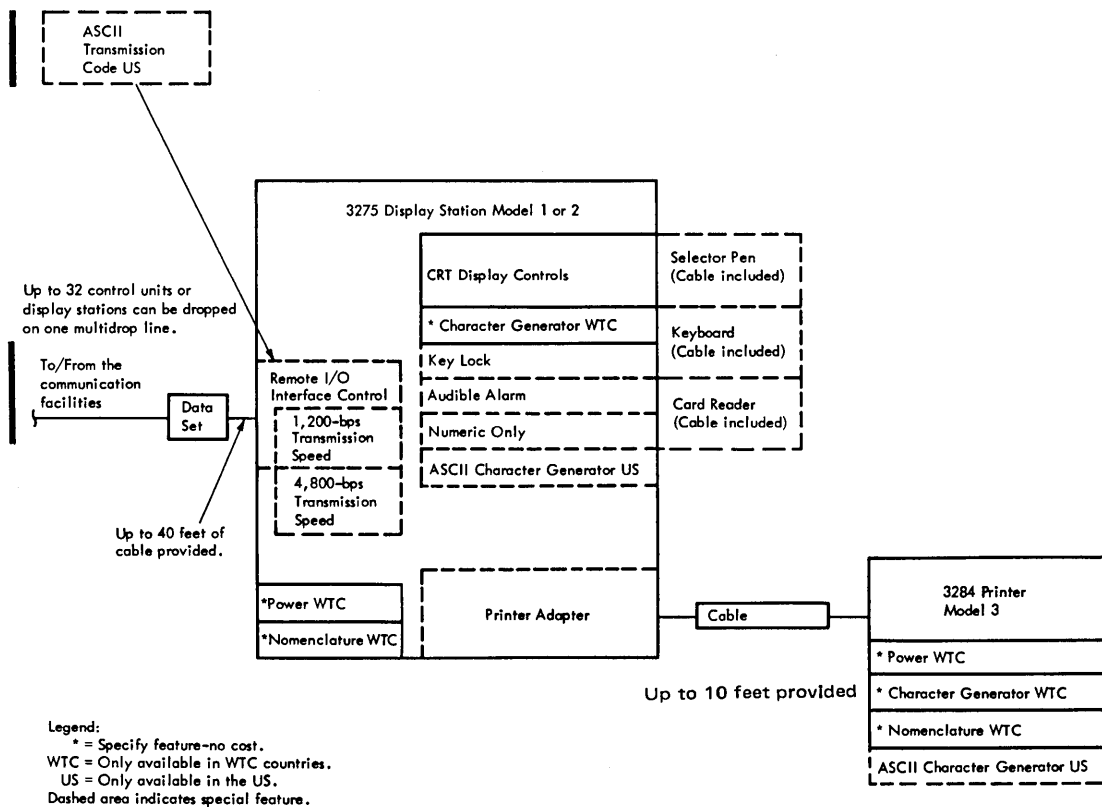 ASCII
Transmission
Code US
3275 Display Station Model 1 or 2
CRT Display Controls
Selector Pen
(Cable included)
* Character Generator WTC
Keyboard
(Cable included)
Key Lock
Audible Alarm
Card Reader
(Cable included)
Numeric Only
ASCII Character Generator US
Up to 32 control units or
display stations can be dropped
on one multidrop line.
To/From the
communication
facilities
Data
Set
Remote I/O
Interface Control
1,200-bps
Transmission
Speed
4,800-bps
Transmission
Speed
Up to 40 feet of
cable provided.
*Power WTC
*Nomenclature WTC
Printer Adapter
Cable
Up to 10 feet provided
3284 Printer
Model 3
* Power WTC
* Character Generator WTC
* Nomenclature WTC
ASCII Character Generator US
Legend:
* = Specify feature-no cost.
WTC = Only available in WTC countries.
US = Only available in the US.
Dashed area indicates special feature.